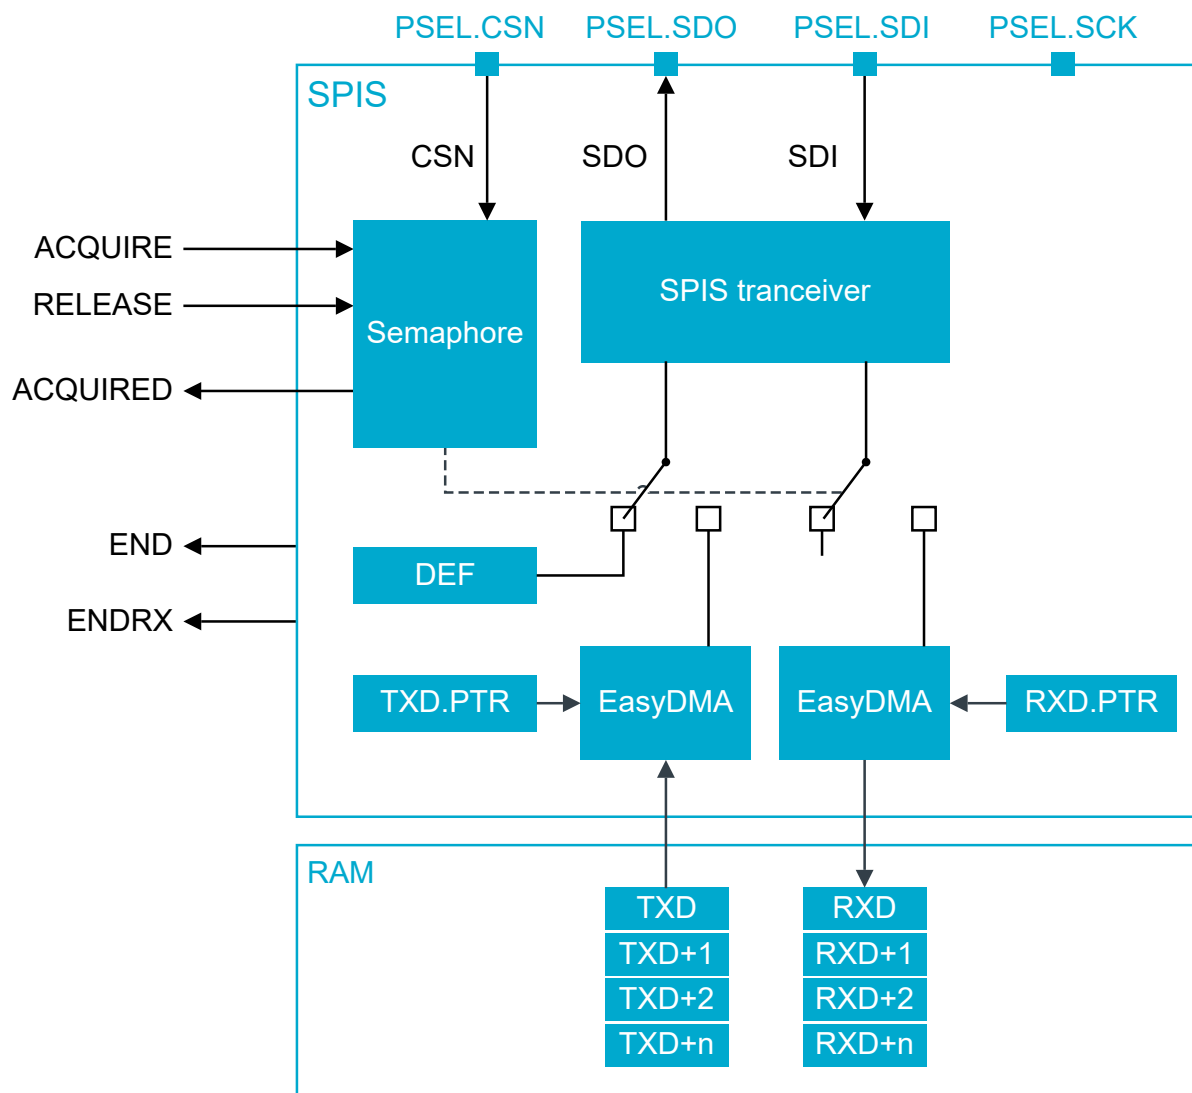 PSEL.CSN PSEL.SDO PSEL.SDI PSEL.SCK
SPIS
CSN SDO SDI
ACQUIRE
RELEASE
ACQUIRED
Semaphore
SPIS tranceiver
END
ENDRX
DEF
TXD.PTR EasyDMA EasyDMA RXD.PTR
RAM
TXD RXD
TXD+1 RXD+1
TXD+2 RXD+2
TXD+n RXD+n